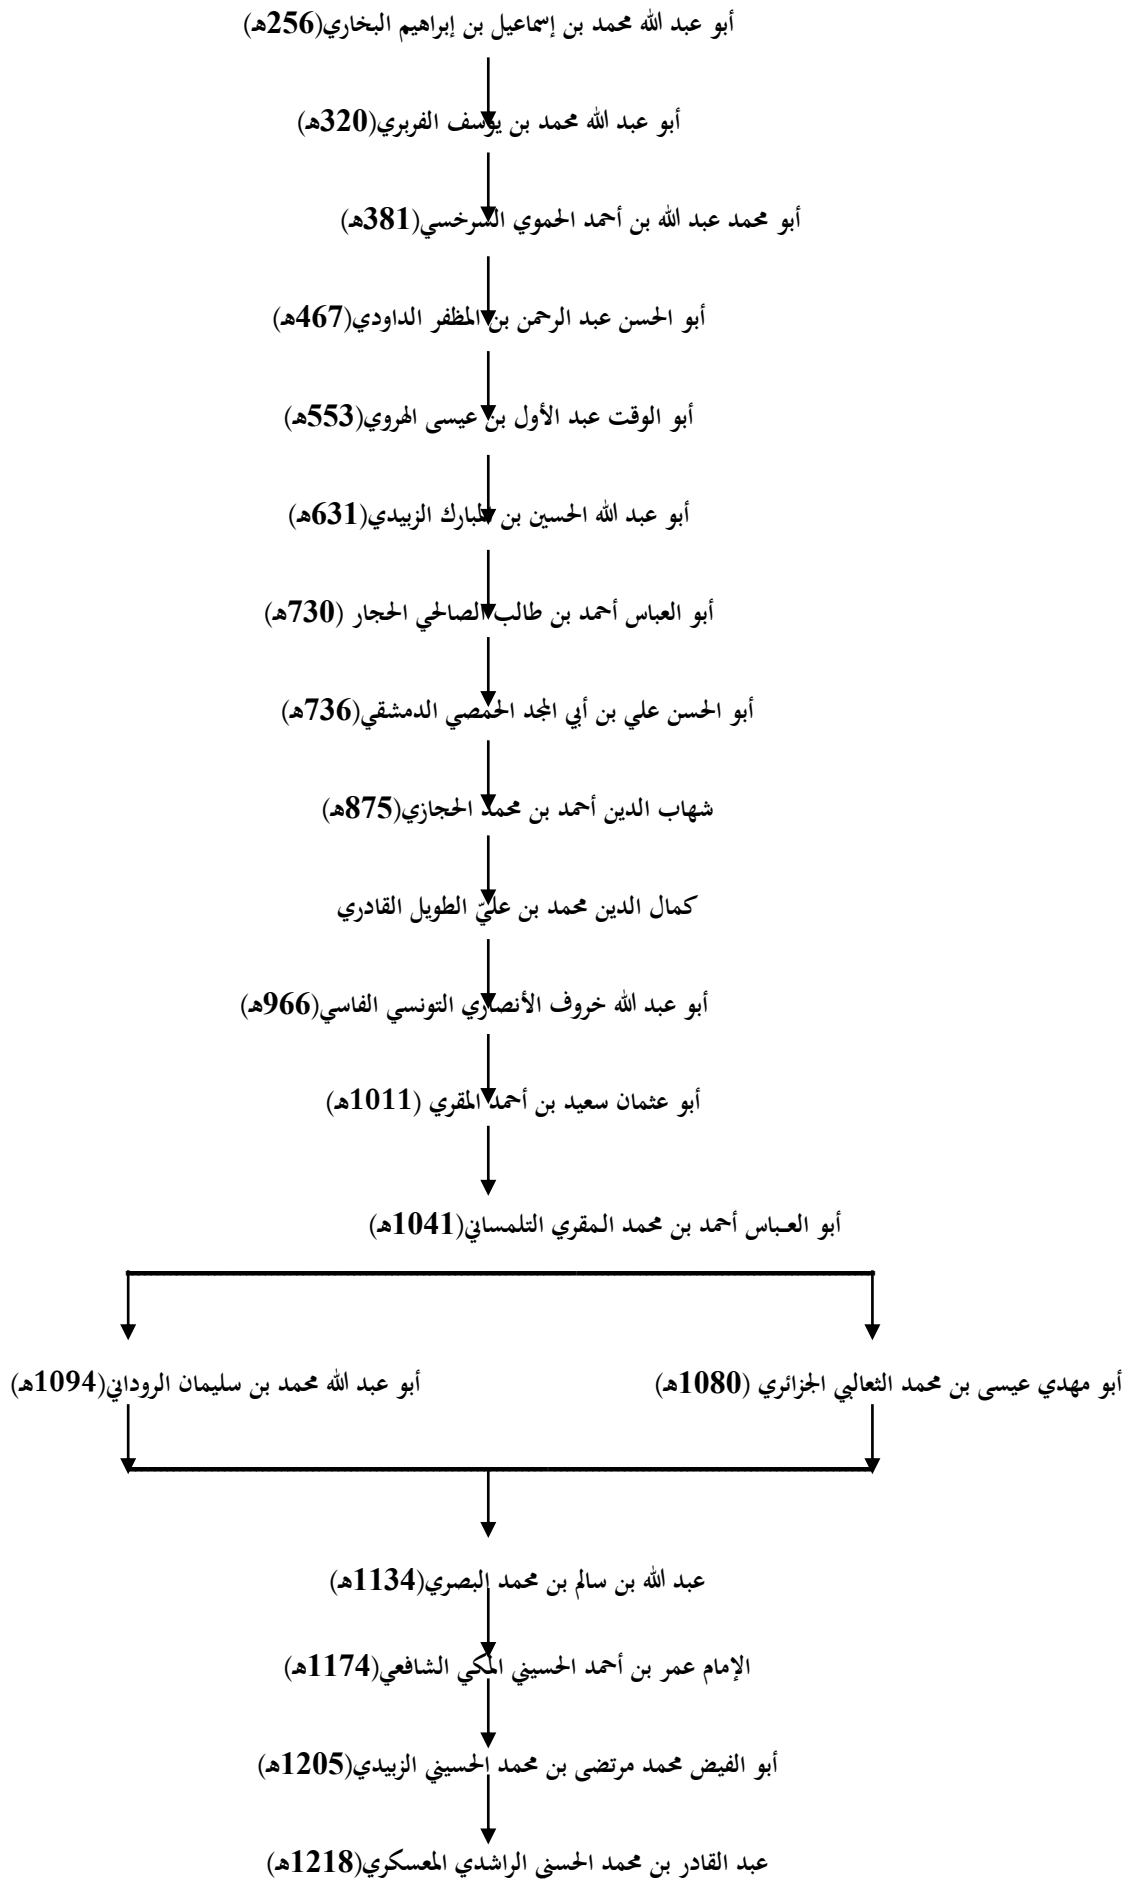 أبو عبد الله محمد بن إسماعيل بن إبراهيم البخاري(256هـ)
أبو عبد الله محمد بن يوسف الفربري(320هـ)
أبو محمد عبد الله بن أحمد الحموي السرخسي(381هـ)
أبو الحسن عبد الرحمن بن المظفر الداودي(467هـ)
أبو الوقت عبد الأول بن عيسى الهروي(553هـ)
أبو عبد الله الحسين بن المبارك الزبيدي(631هـ)
أبو العباس أحمد بن طالب الصالحي الحجار (730هـ)
أبو الحسن علي بن أبي المجد الحمصي الدمشقي(736هـ)
شهاب الدين أحمد بن محمد الحجازي(875هـ)
كمال الدين محمد بن عليّ الطويل القادري
أبو عبد الله خروف الأنصاري التونسي الفاسي(966هـ)
أبو عثمان سعيد بن أحمد المقري (1011هـ)
أبو العباس أحمد بن محمد المقري التلمساني(1041هـ)
أبو مهدي عيسى بن محمد الثعالبي الجزائري (1080هـ)
أبو عبد الله محمد بن سليمان الروداني(1094هـ)
عبد الله بن سالم بن محمد البصري(1134هـ)
الإمام عمر بن أحمد الحسيني المكي الشافعي(1174هـ)
أبو الفيض محمد مرتضى بن محمد الحسيني الزبيدي(1205هـ)
عبد القادر بن محمد الحسني الراشدي المعسكري(1218هـ)